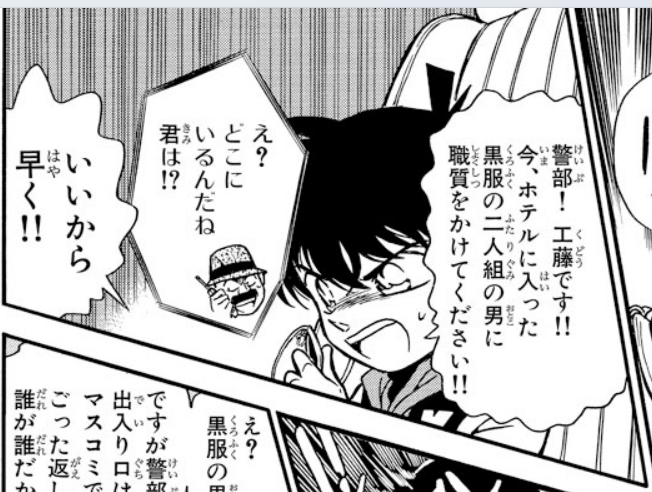 警部！工藤です!!
今、ホテルに入った
黒服の二人組の男に
職質をかけてください!!
え？
どこに
いるんだね
君は!?
いいから
早く!!
え？
黒服の
ですが警部
出入り口は
マスコミで
ごった返し
誰が誰だか